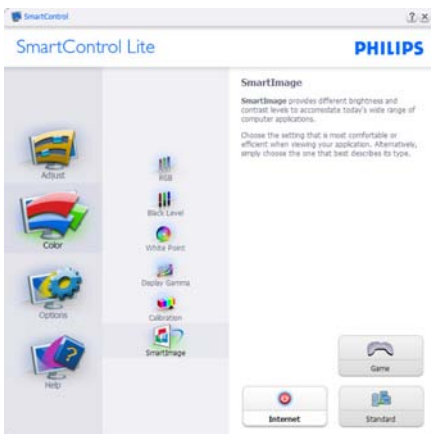 SmartControl
SmartControl Lite
PHILIPS
Adjust
Color
Options
Help
RGB
Black Level
White Point
Display Gamma
Calibration
SmartImage
SmartImage
SmartImage provides different brightness and
contrast levels to accomodate today's wide range of
computer applications.
Choose the setting that is most comfortable or
efficient when viewing your application. Alternatively,
simply choose the one that best describes its type.
Game
Internet
Standard